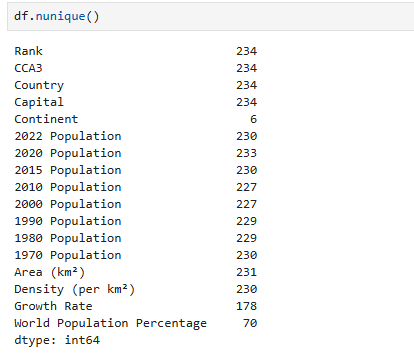 df.nunique()
Rank 234
CCA3 234
Country 234
Capital 234
Continent 6
2022 Population 230
2020 Population 233
2015 Population 230
2010 Population 227
2000 Population 227
1990 Population 229
1980 Population 229
1970 Population 230
Area (km²) 231
Density (per km²) 230
Growth Rate 178
World Population Percentage 70
dtype: int64